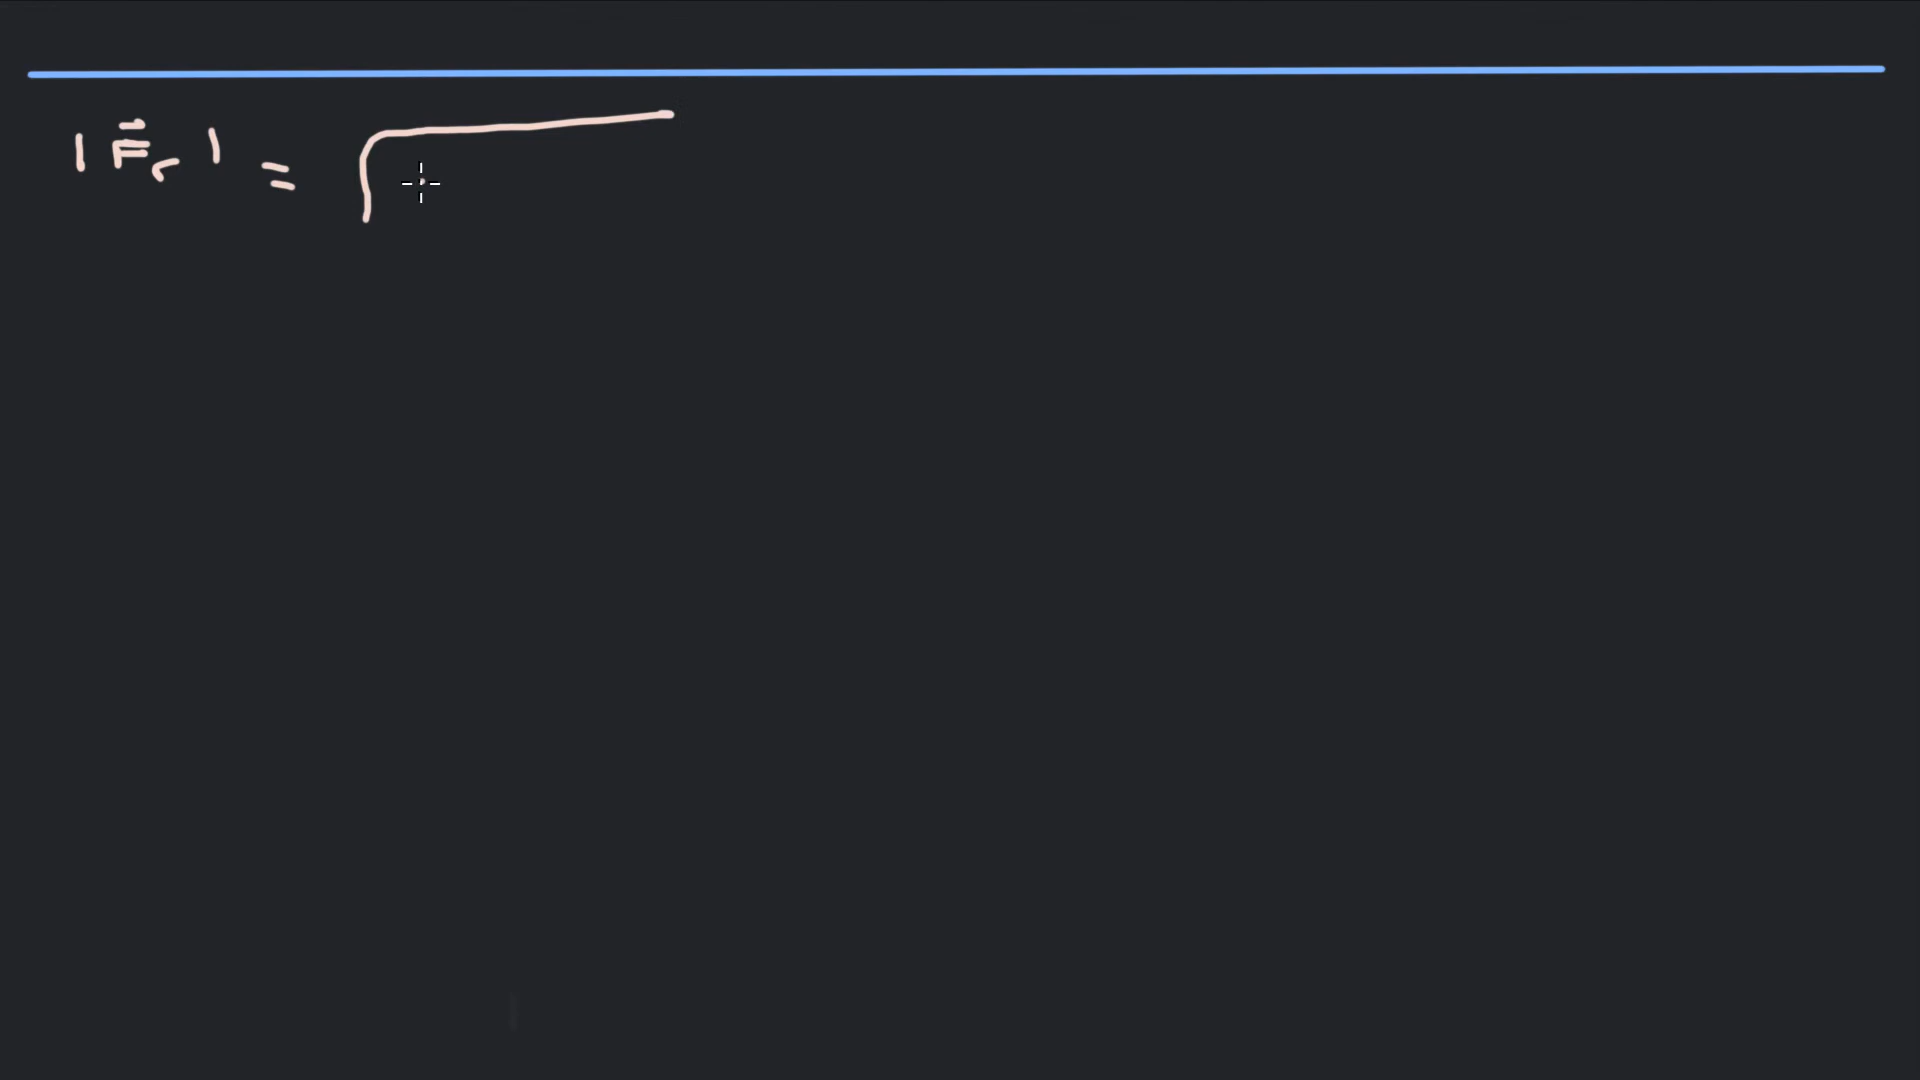 |F⃗ᵣ| = √